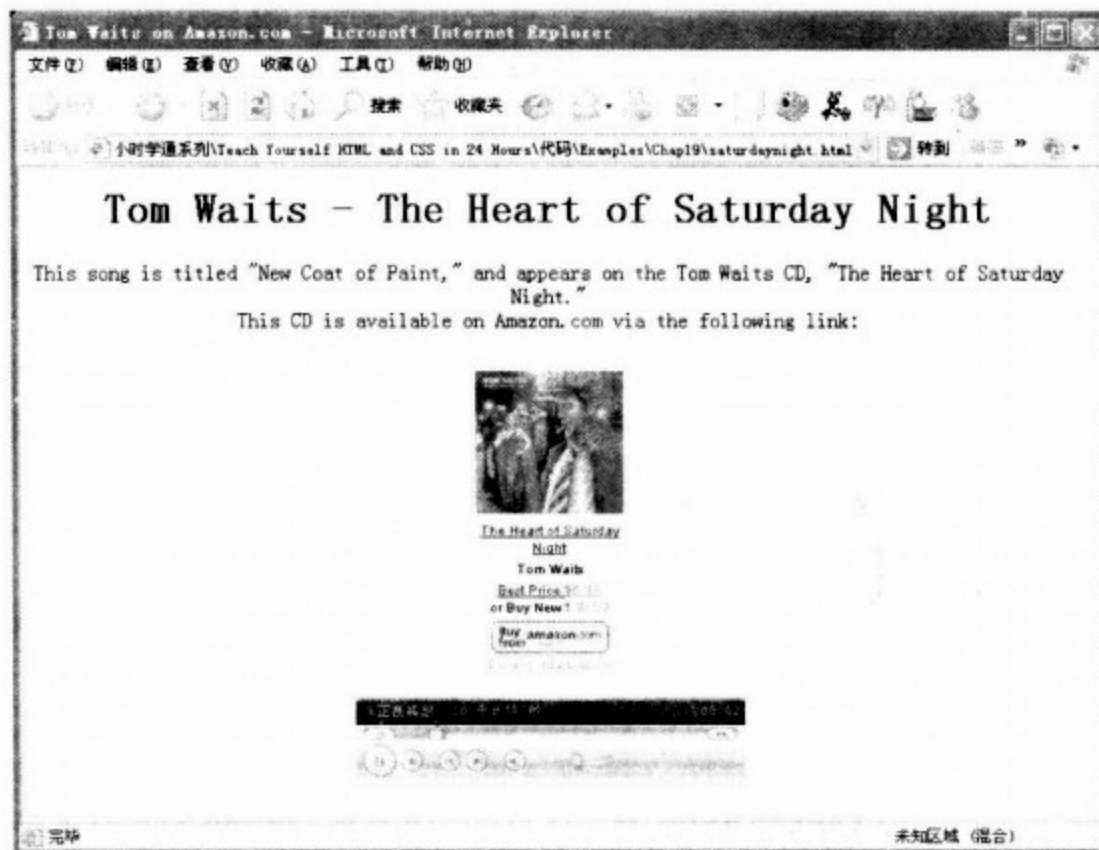 Tom Waits on Amazon.com - Microsoft Internet Explorer
文件(F) 编辑(E) 查看(V) 收藏(A) 工具(T) 帮助(H)
搜索 收藏夹
小时学通系列\Teach Yourself HTML and CSS in 24 Hours\代码\Examples\Chap19\saturdaynight.html 转到
Tom Waits - The Heart of Saturday Night
This song is titled "New Coat of Paint," and appears on the Tom Waits CD, "The Heart of Saturday
Night."
This CD is available on Amazon.com via the following link:
The Heart of Saturday
Night
Tom Waits
Best Price
or Buy New
Buy from amazon.com
完毕 未知区域 (混合)